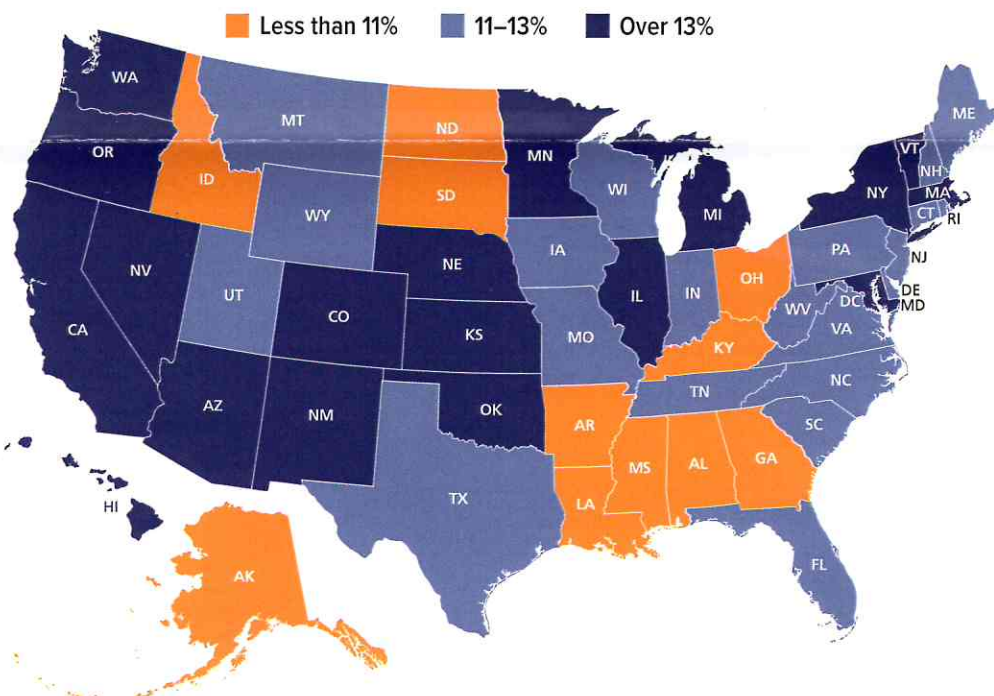 Less than 11% 11–13% Over 13%
WA
MT
ND
ME
OR
ID
MN
VT
NH
WI
SD
NY
MA
WY
MI
CT
RI
IA
PA
NE
NJ
NV
OH
UT
IL
IN
DE
CO
WV
DC
MD
CA
KS
MO
VA
KY
NC
TN
AZ
NM
OK
AR
SC
MS
AL
GA
TX
LA
HI
FL
AK